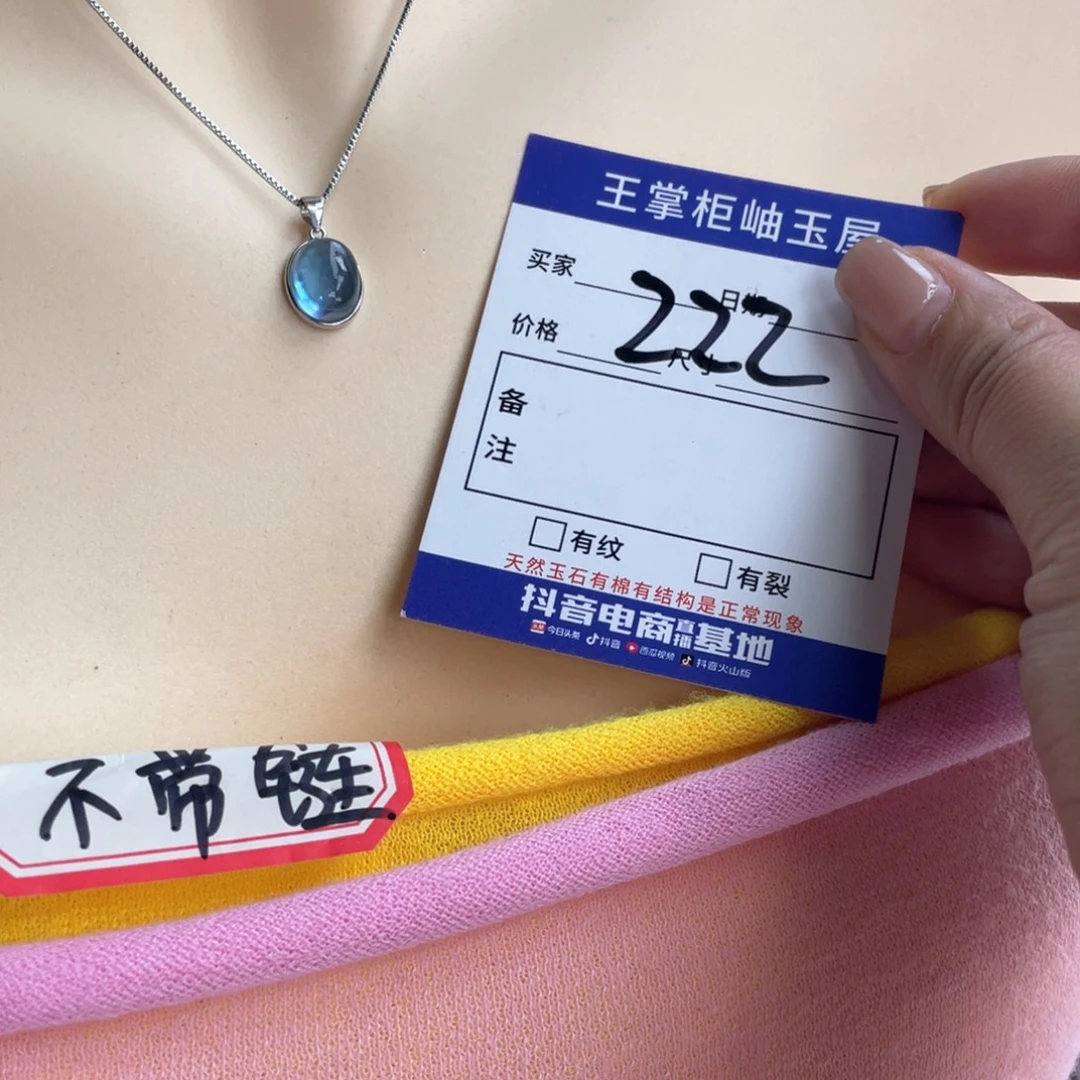 王掌柜岫玉屋
买家 日期
222
价格 尺寸
备
注
有纹 有裂
天然玉石有棉有结构是正常现象
抖音电商直播基地
今日头条 抖音 西瓜视频 抖音火山版
不带链